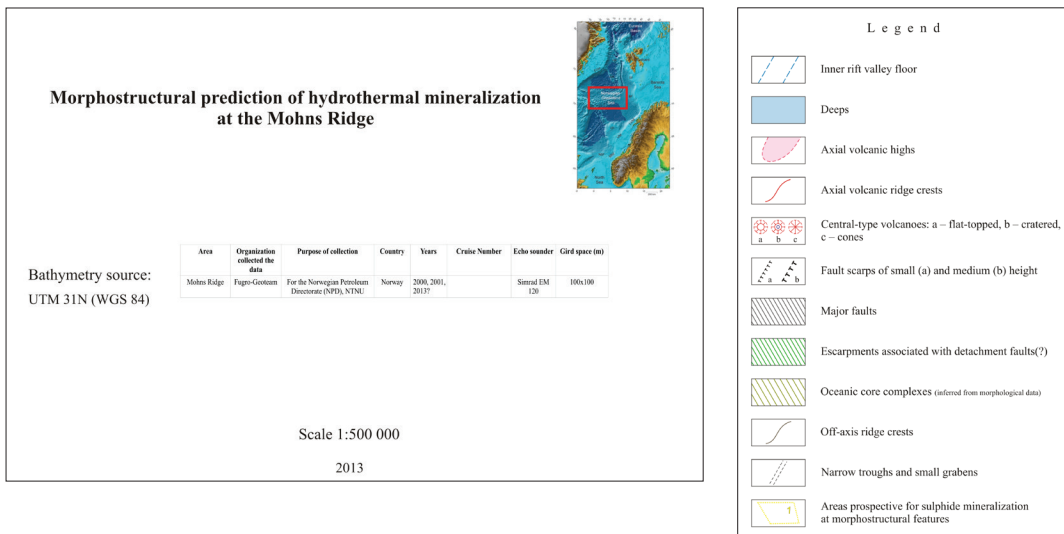 Morphostructural prediction of hydrothermal mineralization
at the Mohns Ridge
Bathymetry source:
UTM 31N (WGS 84)
Area Organization collected the data Purpose of collection Country Years Cruise Number Echo sounder Gird space (m)
Mohns Ridge Fugro-Geoteam For the Norwegian Petroleum Directorate (NPD), NTNU Norway 2000, 2001, 2013? Simrad EM 120 100x100
Scale 1:500 000
2013
Legend
Inner rift valley floor
Deeps
Axial volcanic highs
Axial volcanic ridge crests
a b c
Central-type volcanoes: a – flat-topped, b – cratered,
c – cones
a b
Fault scarps of small (a) and medium (b) height
Major faults
Escarpments associated with detachment faults(?)
Oceanic core complexes (inferred from morphological data)
Off-axis ridge crests
Narrow troughs and small grabens
1
Areas prospective for sulphide mineralization
at morphostructural features